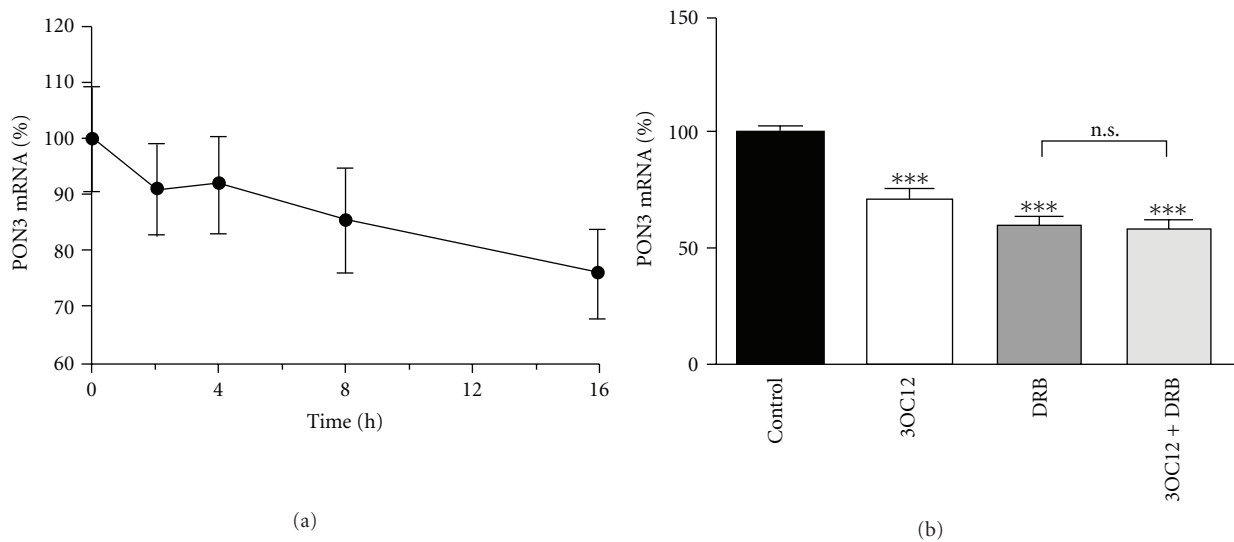 120
110
100
90
80
70
60
PON3 mRNA (%)
0
4
8
12
16
Time (h)
(a)
150
100
50
0
PON3 mRNA (%)
***
***
***
n.s.
Control
3OC12
DRB
3OC12 + DRB
(b)